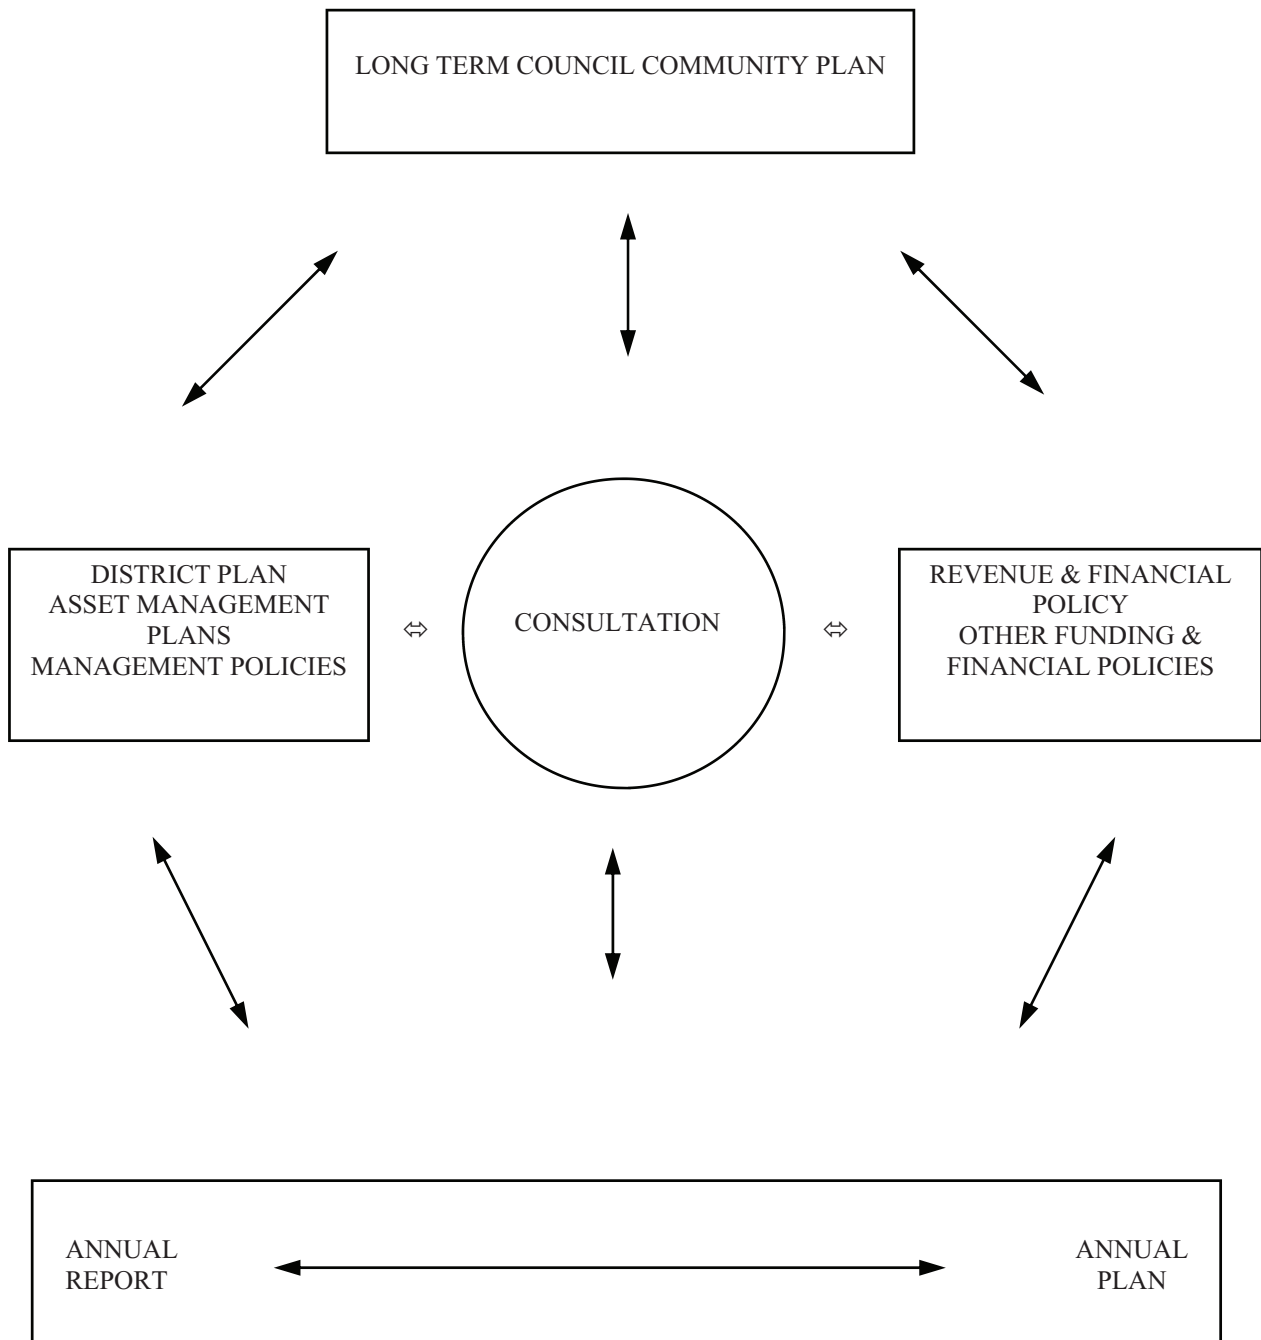 LONG TERM COUNCIL COMMUNITY PLAN
DISTRICT PLAN
ASSET MANAGEMENT
PLANS
MANAGEMENT POLICIES
⬄
CONSULTATION
⬄
REVENUE & FINANCIAL
POLICY
OTHER FUNDING &
FINANCIAL POLICIES
ANNUAL
REPORT
ANNUAL
PLAN